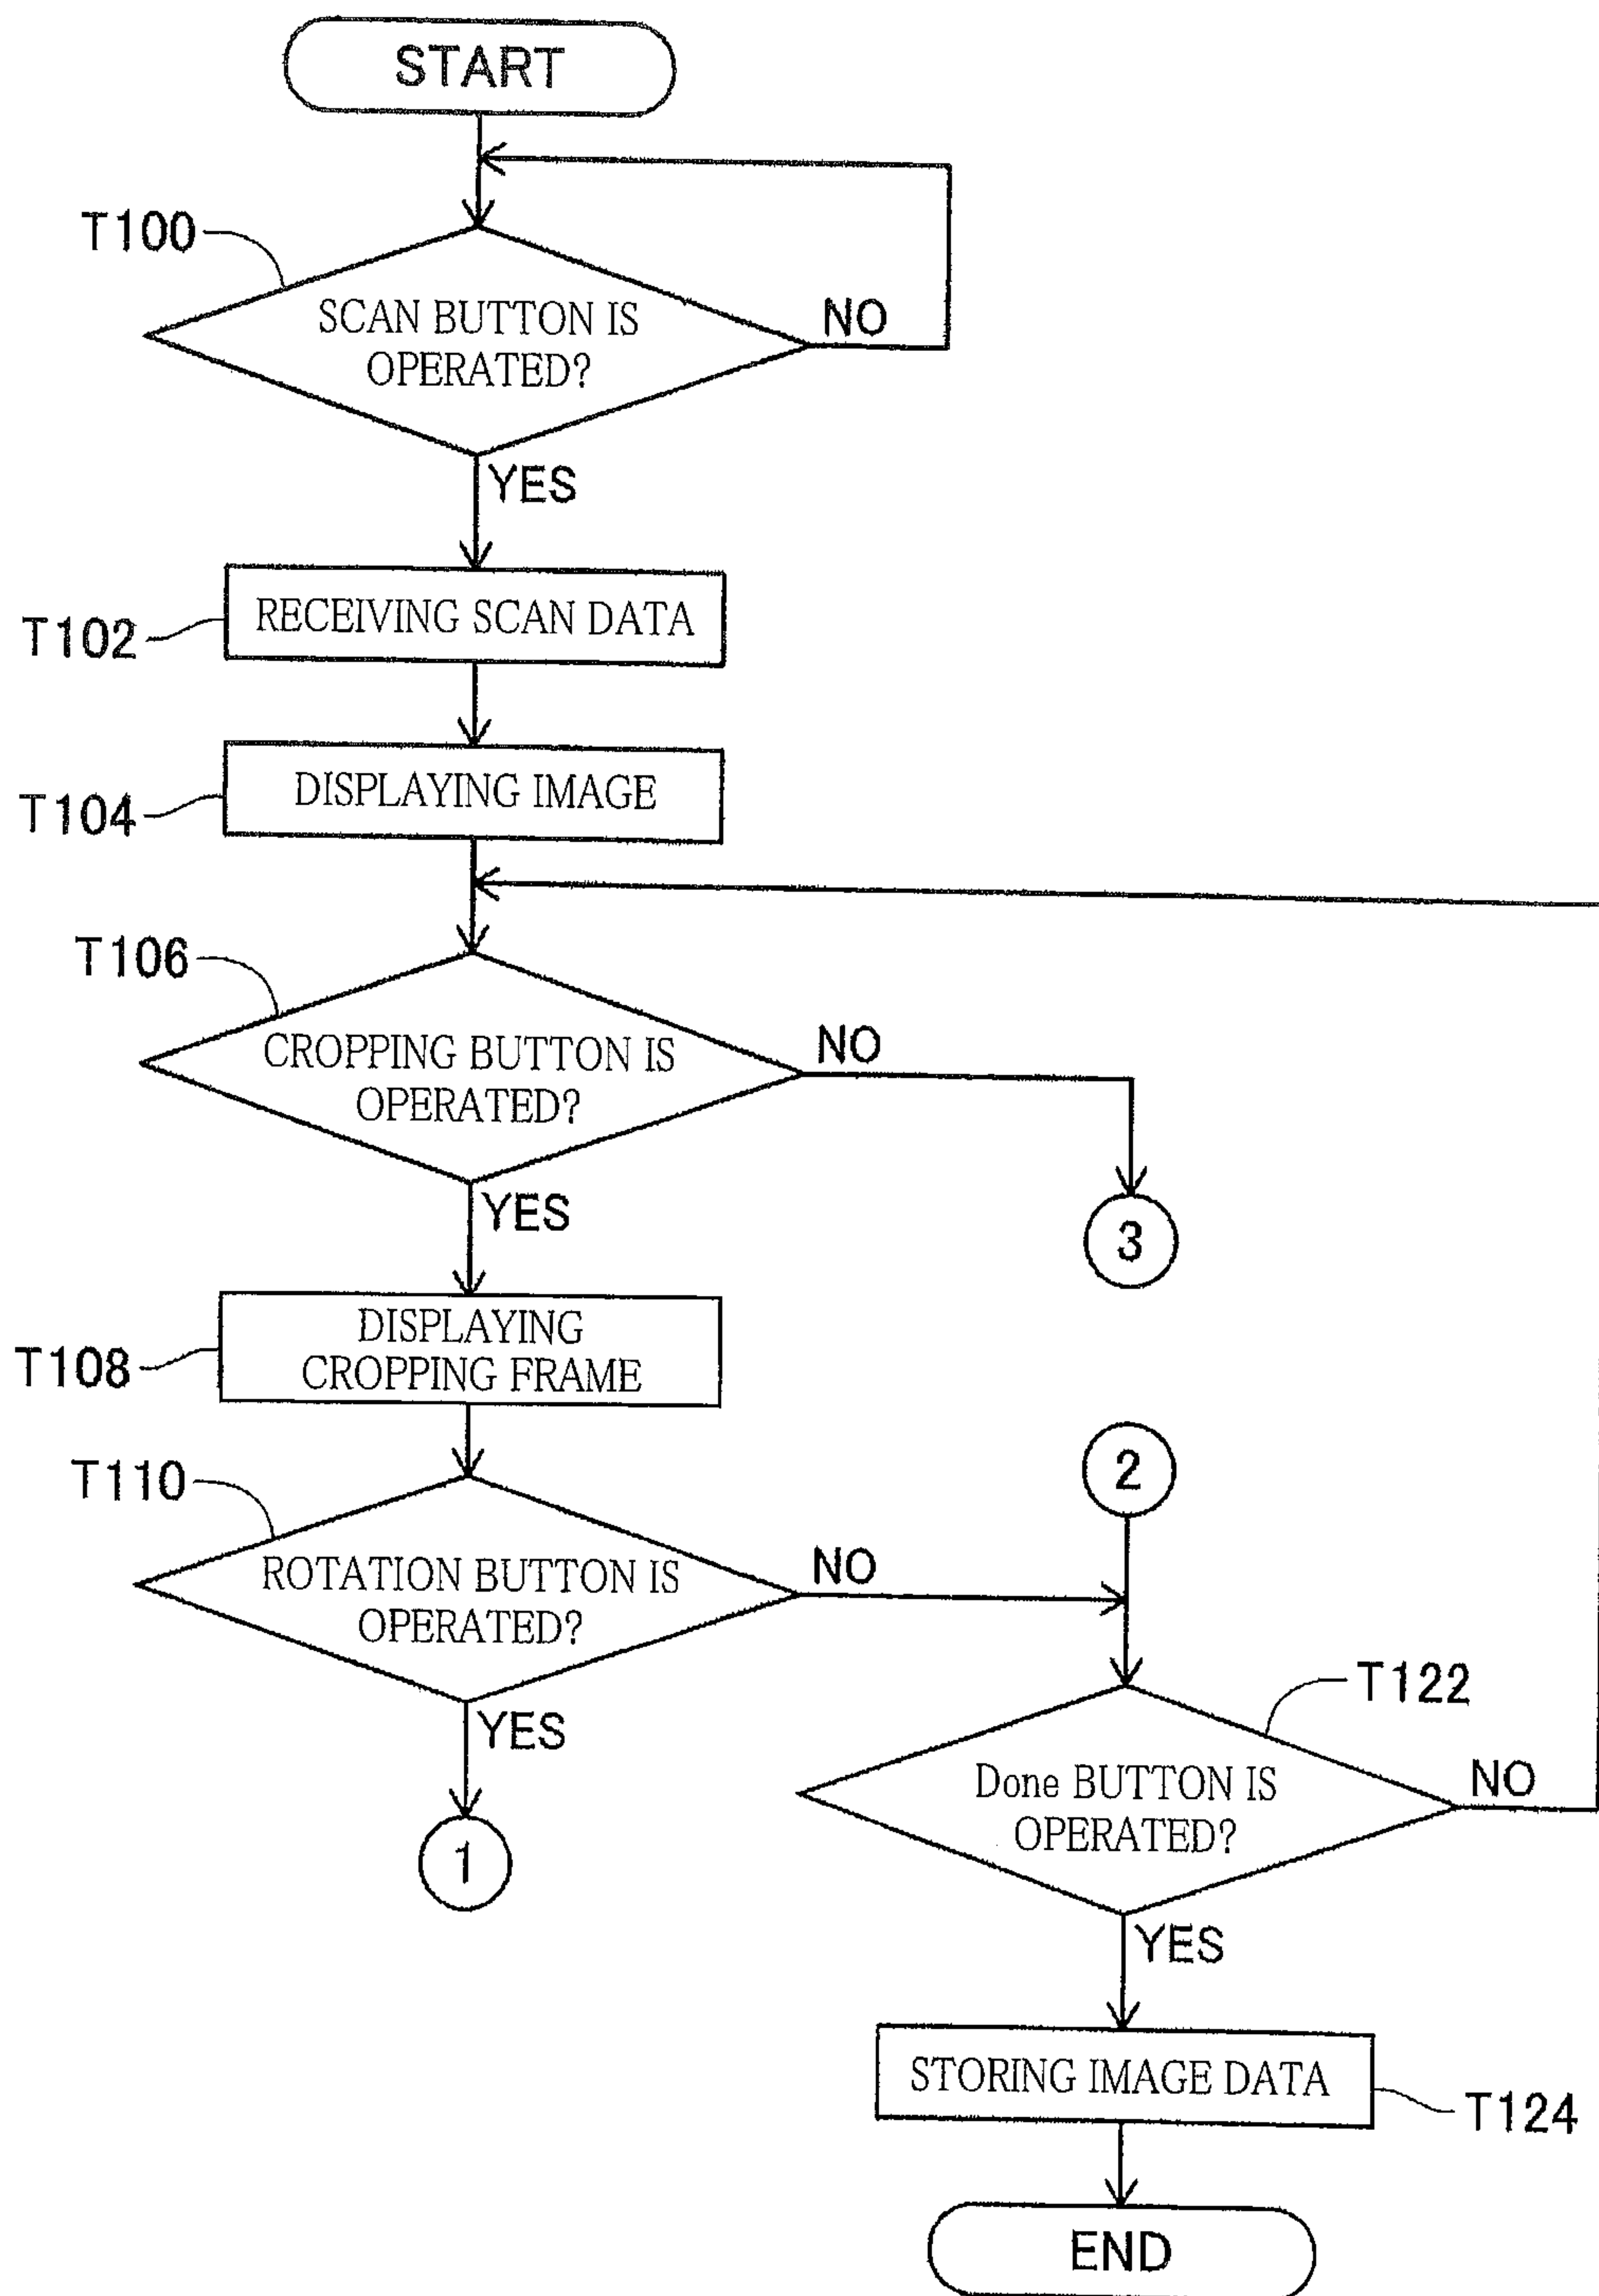 START
T100
SCAN BUTTON IS
OPERATED?
NO
YES
T102
RECEIVING SCAN DATA
T104
DISPLAYING IMAGE
T106
CROPPING BUTTON IS
OPERATED?
NO
YES
3
T108
DISPLAYING
CROPPING FRAME
T110
ROTATION BUTTON IS
OPERATED?
NO
YES
1
2
T122
Done BUTTON IS
OPERATED?
NO
YES
STORING IMAGE DATA
T124
END